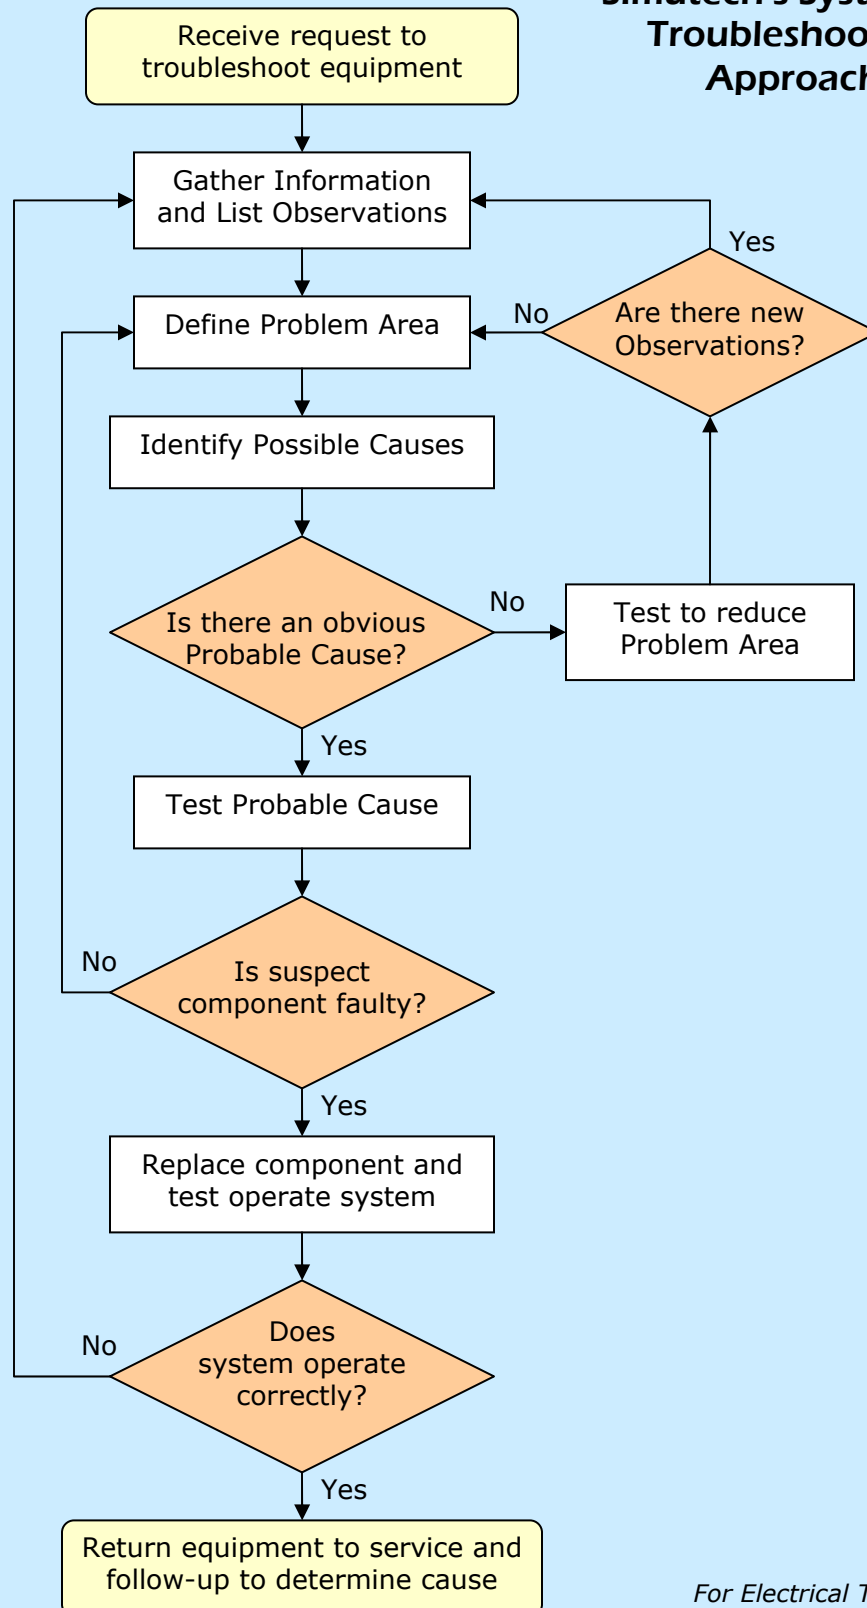 Troubleshoo
Approach
Receive request to
troubleshoot equipment
Gather Information
and List Observations
Yes
No
Are there new
Observations?
Define Problem Area
Identify Possible Causes
Is there an obvious
Probable Cause?
No
Test to reduce
Problem Area
Yes
Test Probable Cause
No
Is suspect
component faulty?
Yes
Replace component and
test operate system
No
Does
system operate
correctly?
Yes
Return equipment to service and
follow-up to determine cause
For Electrical T